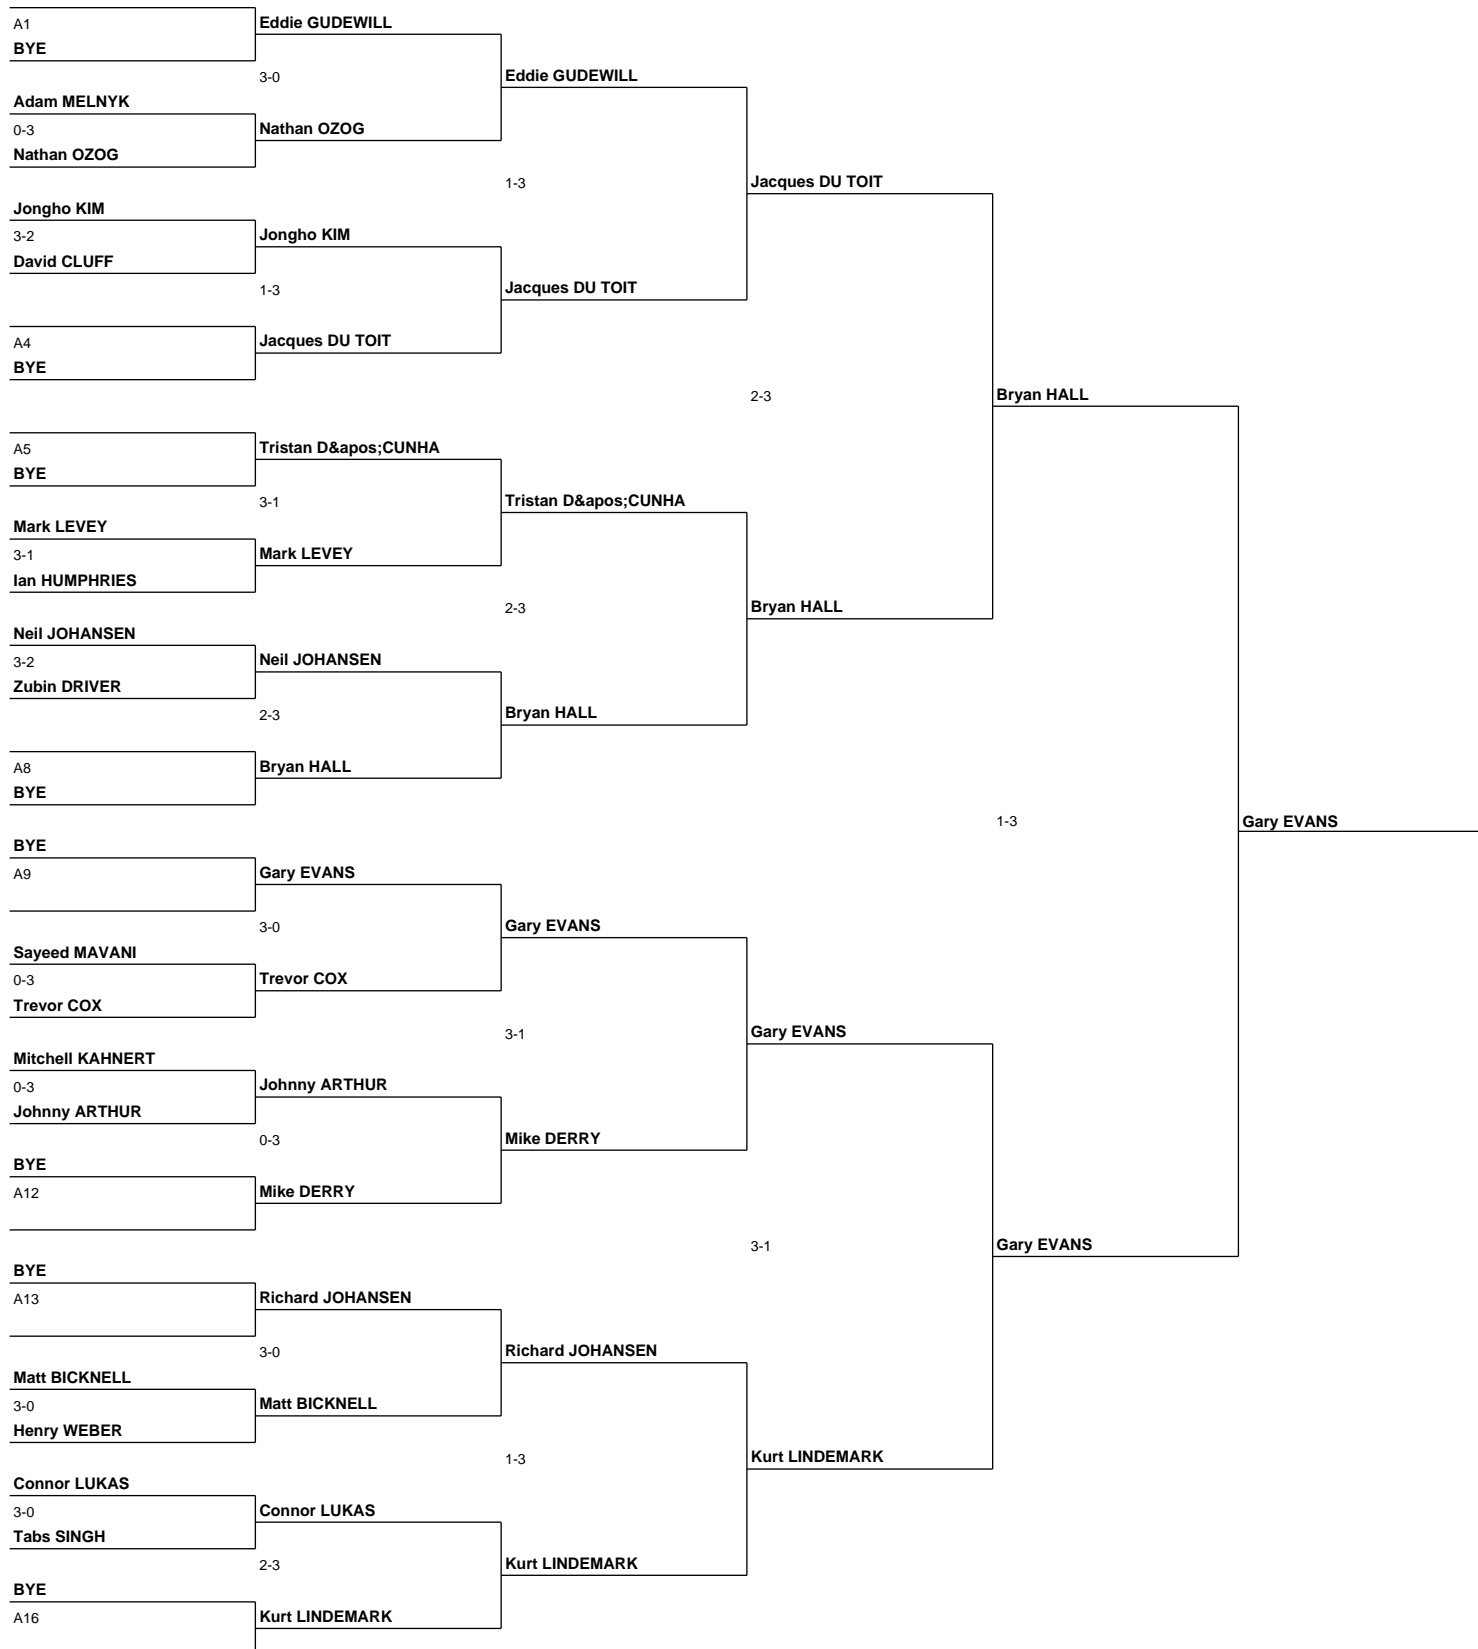 A1
BYE
Eddie GUDEWILL
3-0
Adam MELNYK
0-3
Nathan OZOG
Nathan OZOG
Eddie GUDEWILL
1-3
Jongho KIM
3-2
David CLUFF
Jongho KIM
1-3
A4
BYE
Jacques DU TOIT
Jacques DU TOIT
Jacques DU TOIT
2-3
A5
BYE
Tristan D&apos;CUNHA
3-1
Mark LEVEY
3-1
Ian HUMPHRIES
Mark LEVEY
Tristan D&apos;CUNHA
2-3
Neil JOHANSEN
3-2
Zubin DRIVER
Neil JOHANSEN
2-3
A8
BYE
Bryan HALL
Bryan HALL
Bryan HALL
Bryan HALL
1-3
Gary EVANS
BYE
A9
Gary EVANS
3-0
Sayeed MAVANI
0-3
Trevor COX
Trevor COX
Gary EVANS
3-1
Mitchell KAHNERT
0-3
Johnny ARTHUR
Johnny ARTHUR
0-3
BYE
A12
Mike DERRY
Mike DERRY
Gary EVANS
3-1
Gary EVANS
BYE
A13
Richard JOHANSEN
3-0
Matt BICKNELL
3-0
Henry WEBER
Matt BICKNELL
Richard JOHANSEN
1-3
Kurt LINDEMARK
Connor LUKAS
3-0
Tabs SINGH
Connor LUKAS
2-3
Kurt LINDEMARK
BYE
A16
Kurt LINDEMARK